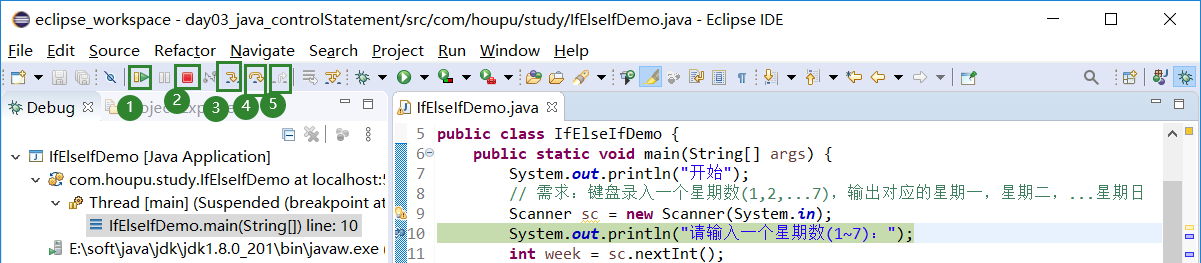 eclipse_workspace - day03_java_controlStatement/src/com/houpu/study/IfElseIfDemo.java - Eclipse IDE
File Edit Source Refactor Navigate Search Project Run Window Help
1 2 3 4 5
Debug
IfElseIfDemo [Java Application]
com.houpu.study.IfElseIfDemo at localhost:
Thread [main] (Suspended (breakpoint at
IfElseIfDemo.main(String[]) line: 10
E:\soft\java\jdk\jdk1.8.0_201\bin\javaw.exe (
IfElseIfDemo.java
5 public class IfElseIfDemo {
6 public static void main(String[] args) {
7 System.out.println("开始");
8 // 需求：键盘录入一个星期数(1,2,...7)，输出对应的星期一，星期二，...星期日
9 Scanner sc = new Scanner(System.in);
10 System.out.println("请输入一个星期数(1~7)：");
11 int week = sc.nextInt();